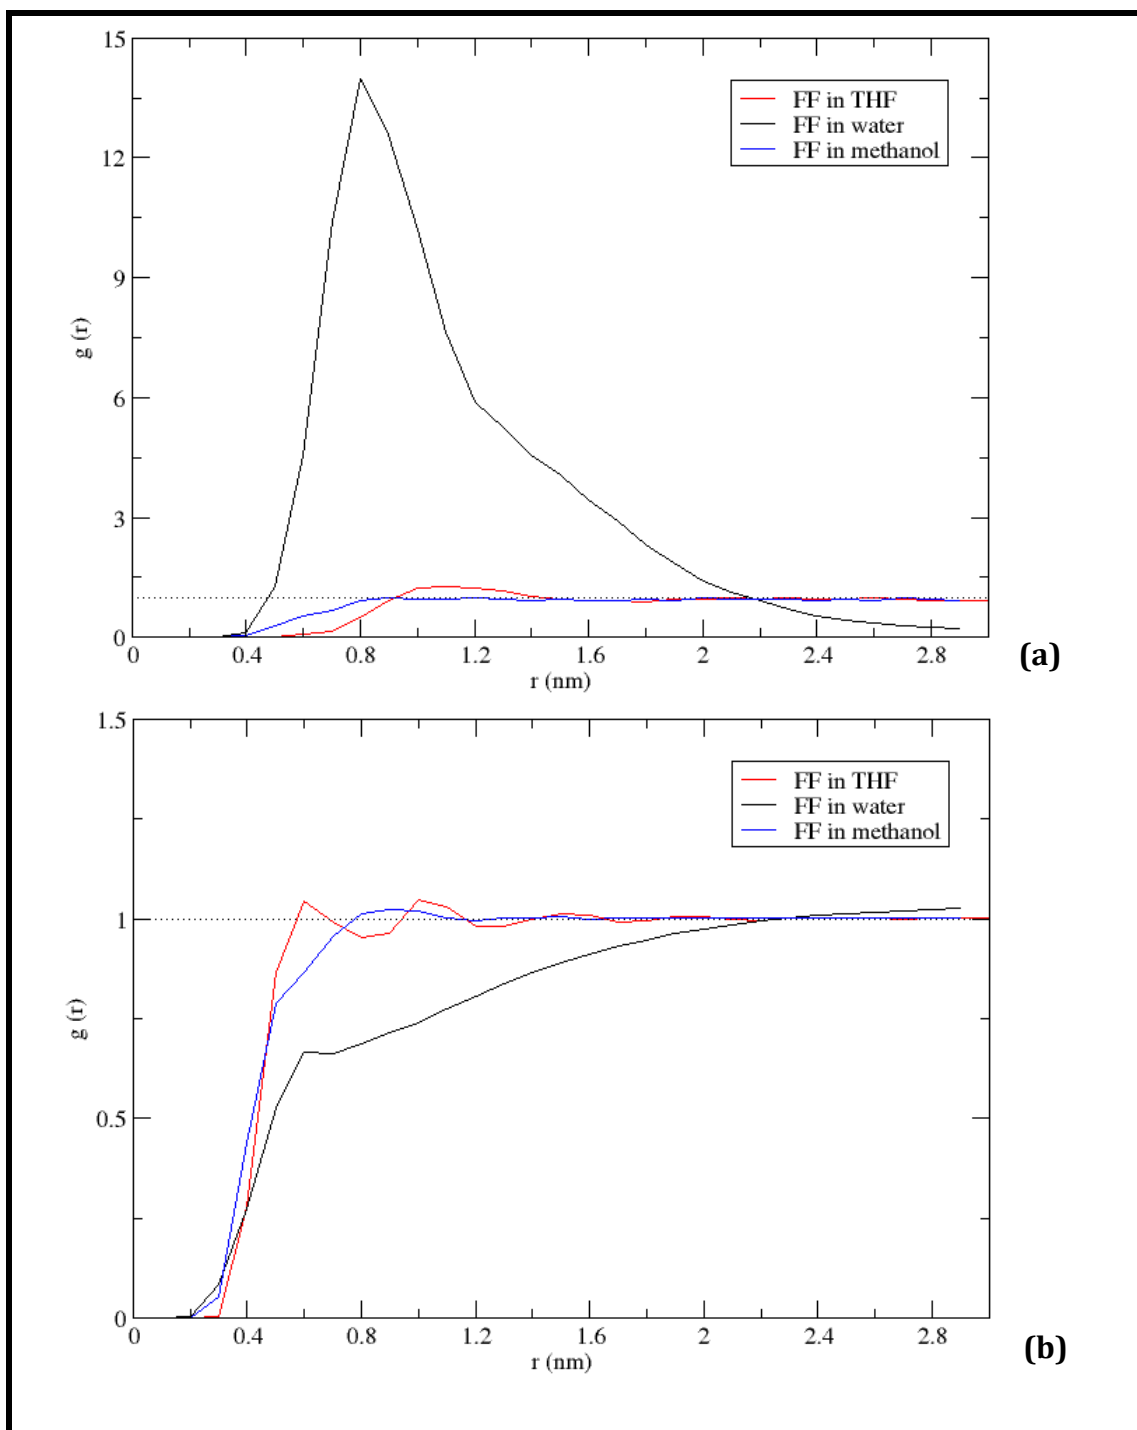 15
12
9
6
3
0
g (r)
FF in THF
FF in water
FF in methanol
0 0.4 0.8 1.2 1.6 2 2.4 2.8
r (nm)
(a)
1.5
1
0.5
0
g (r)
FF in THF
FF in water
FF in methanol
0 0.4 0.8 1.2 1.6 2 2.4 2.8
r (nm)
(b)